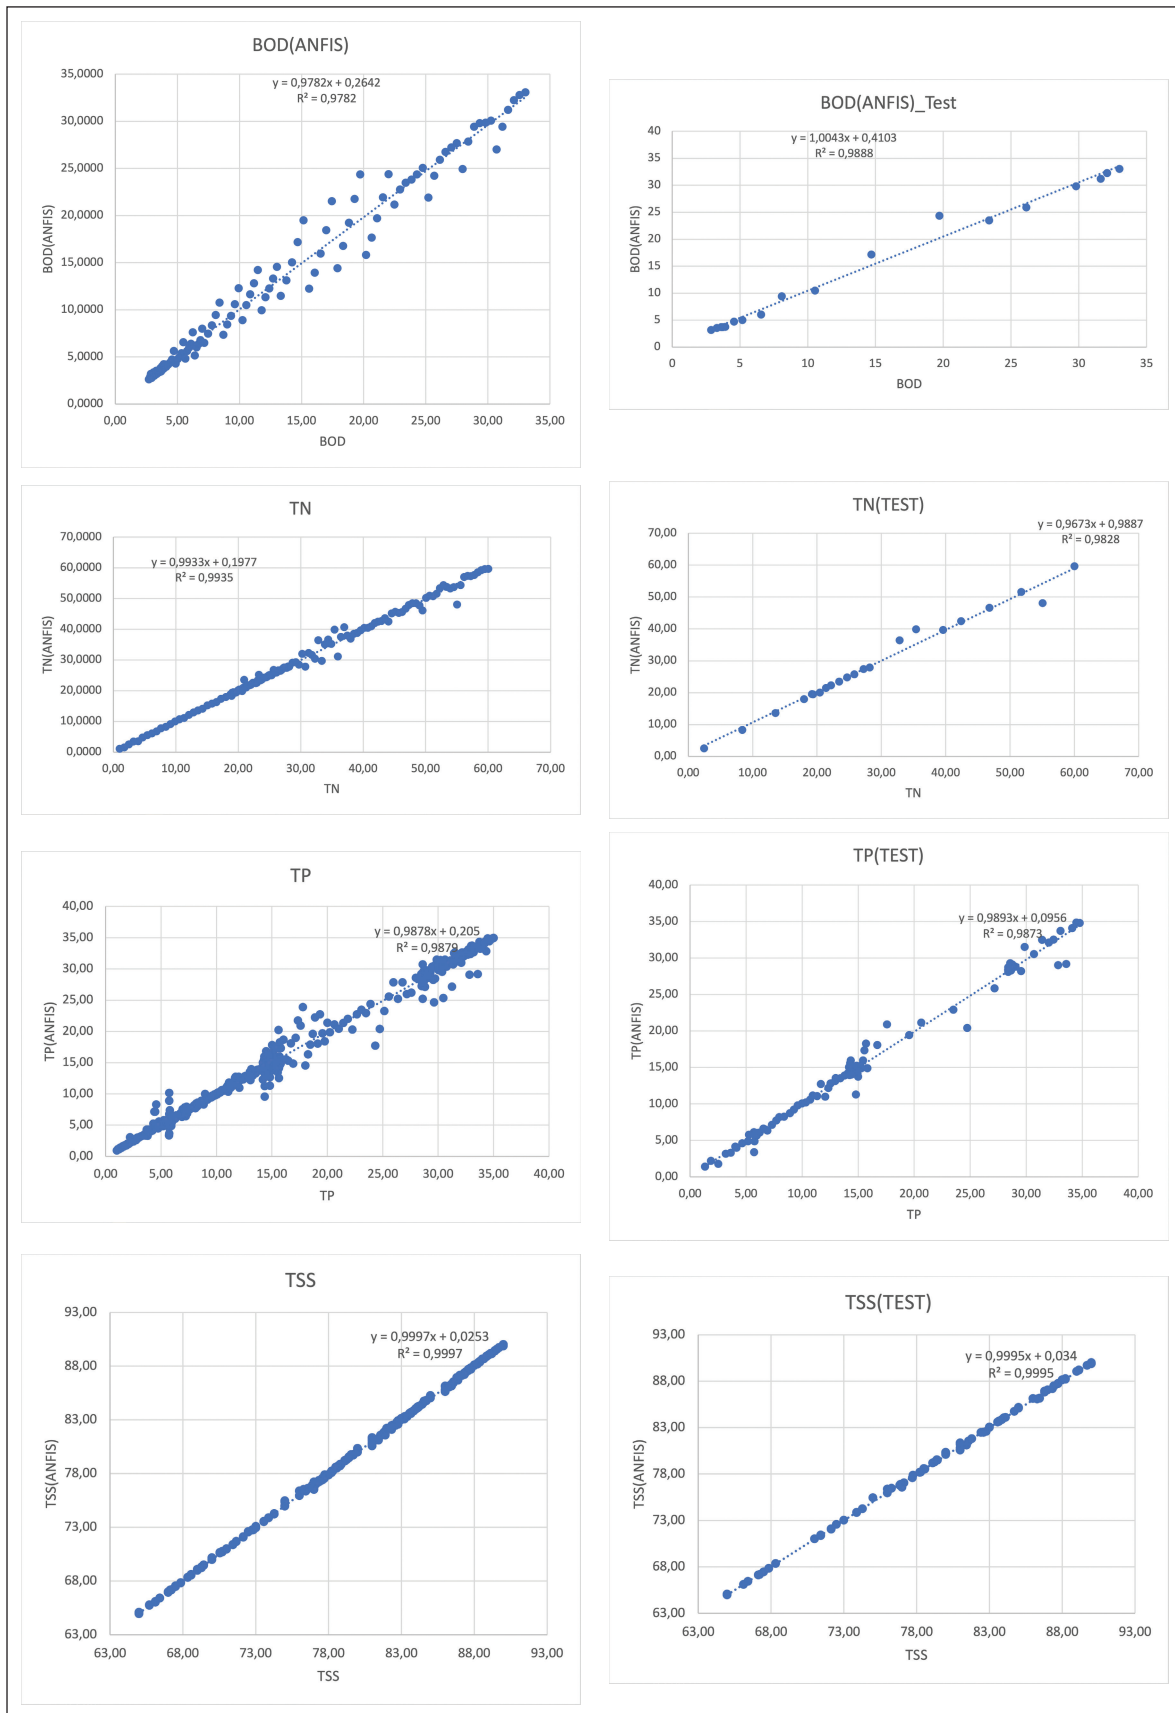 BOD(ANFIS)
y = 0,9782x + 0,2642
R² = 0,9782
35,0000
30,0000
25,0000
20,0000
15,0000
10,0000
5,0000
0,0000
BOD(ANFIS)
0,00 5,00 10,00 15,00 20,00 25,00 30,00 35,00
BOD
BOD(ANFIS)_Test
y = 1,0043x + 0,4103
R² = 0,9888
40
35
30
25
20
15
10
5
0
BOD(ANFIS)
0 5 10 15 20 25 30 35
BOD
TN
y = 0,9933x + 0,1977
R² = 0,9935
70,0000
60,0000
50,0000
40,0000
30,0000
20,0000
10,0000
0,0000
TN(ANFIS)
0,00 10,00 20,00 30,00 40,00 50,00 60,00 70,00
TN
TN(TEST)
y = 0,9673x + 0,9887
R² = 0,9828
70,00
60,00
50,00
40,00
30,00
20,00
10,00
0,00
TN(ANFIS)
0,00 10,00 20,00 30,00 40,00 50,00 60,00 70,00
TN
TP
y = 0,9878x + 0,205
R² = 0,9879
40,00
35,00
30,00
25,00
20,00
15,00
10,00
5,00
0,00
TP(ANFIS)
0,00 5,00 10,00 15,00 20,00 25,00 30,00 35,00 40,00
TP
TP(TEST)
y = 0,9893x + 0,0956
R² = 0,9873
40,00
35,00
30,00
25,00
20,00
15,00
10,00
5,00
0,00
TP(ANFIS)
0,00 5,00 10,00 15,00 20,00 25,00 30,00 35,00 40,00
TP
TSS
y = 0,9997x + 0,0253
R² = 0,9997
93,00
88,00
83,00
78,00
73,00
68,00
63,00
TSS(ANFIS)
63,00 68,00 73,00 78,00 83,00 88,00 93,00
TSS
TSS(TEST)
y = 0,9995x + 0,034
R² = 0,9995
93,00
88,00
83,00
78,00
73,00
68,00
63,00
TSS(ANFIS)
63,00 68,00 73,00 78,00 83,00 88,00 93,00
TSS